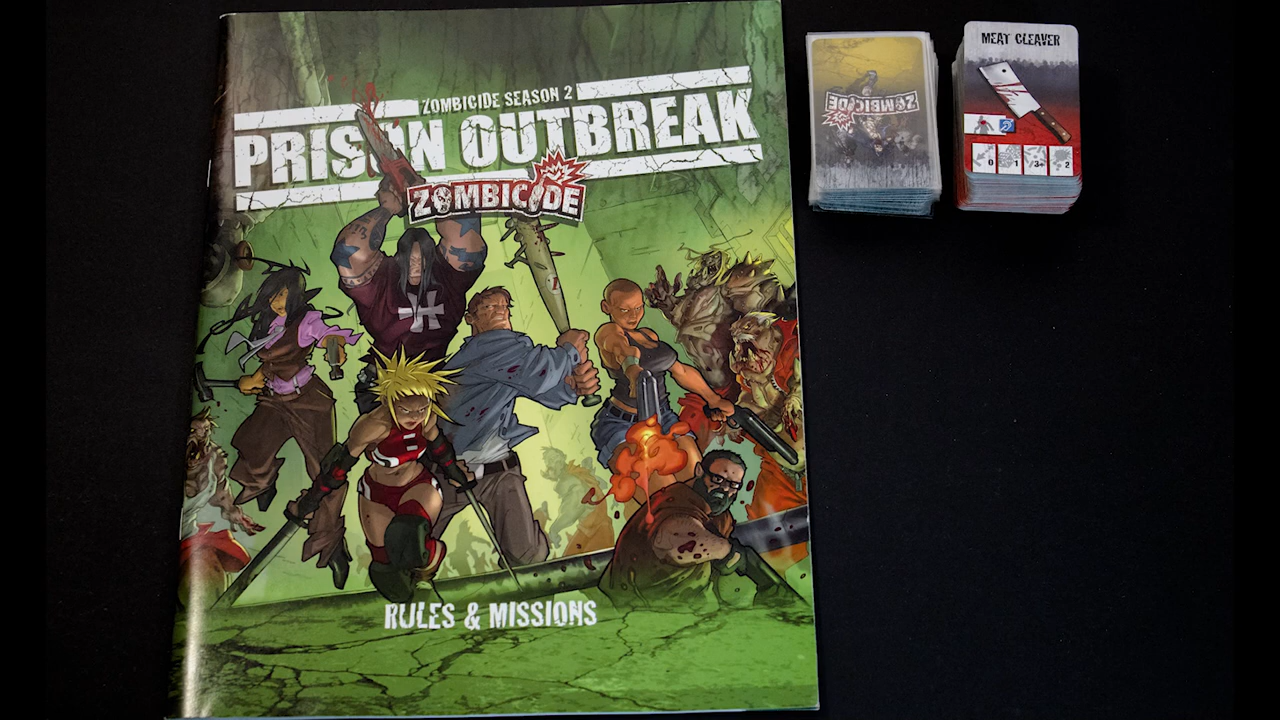 ZOMBICIDE SEASON 2
PRISON OUTBREAK
ZOMBICIDE
RULES & MISSIONS
ZOMBICIDE
MEAT CLEAVER
0 1 3+ 2